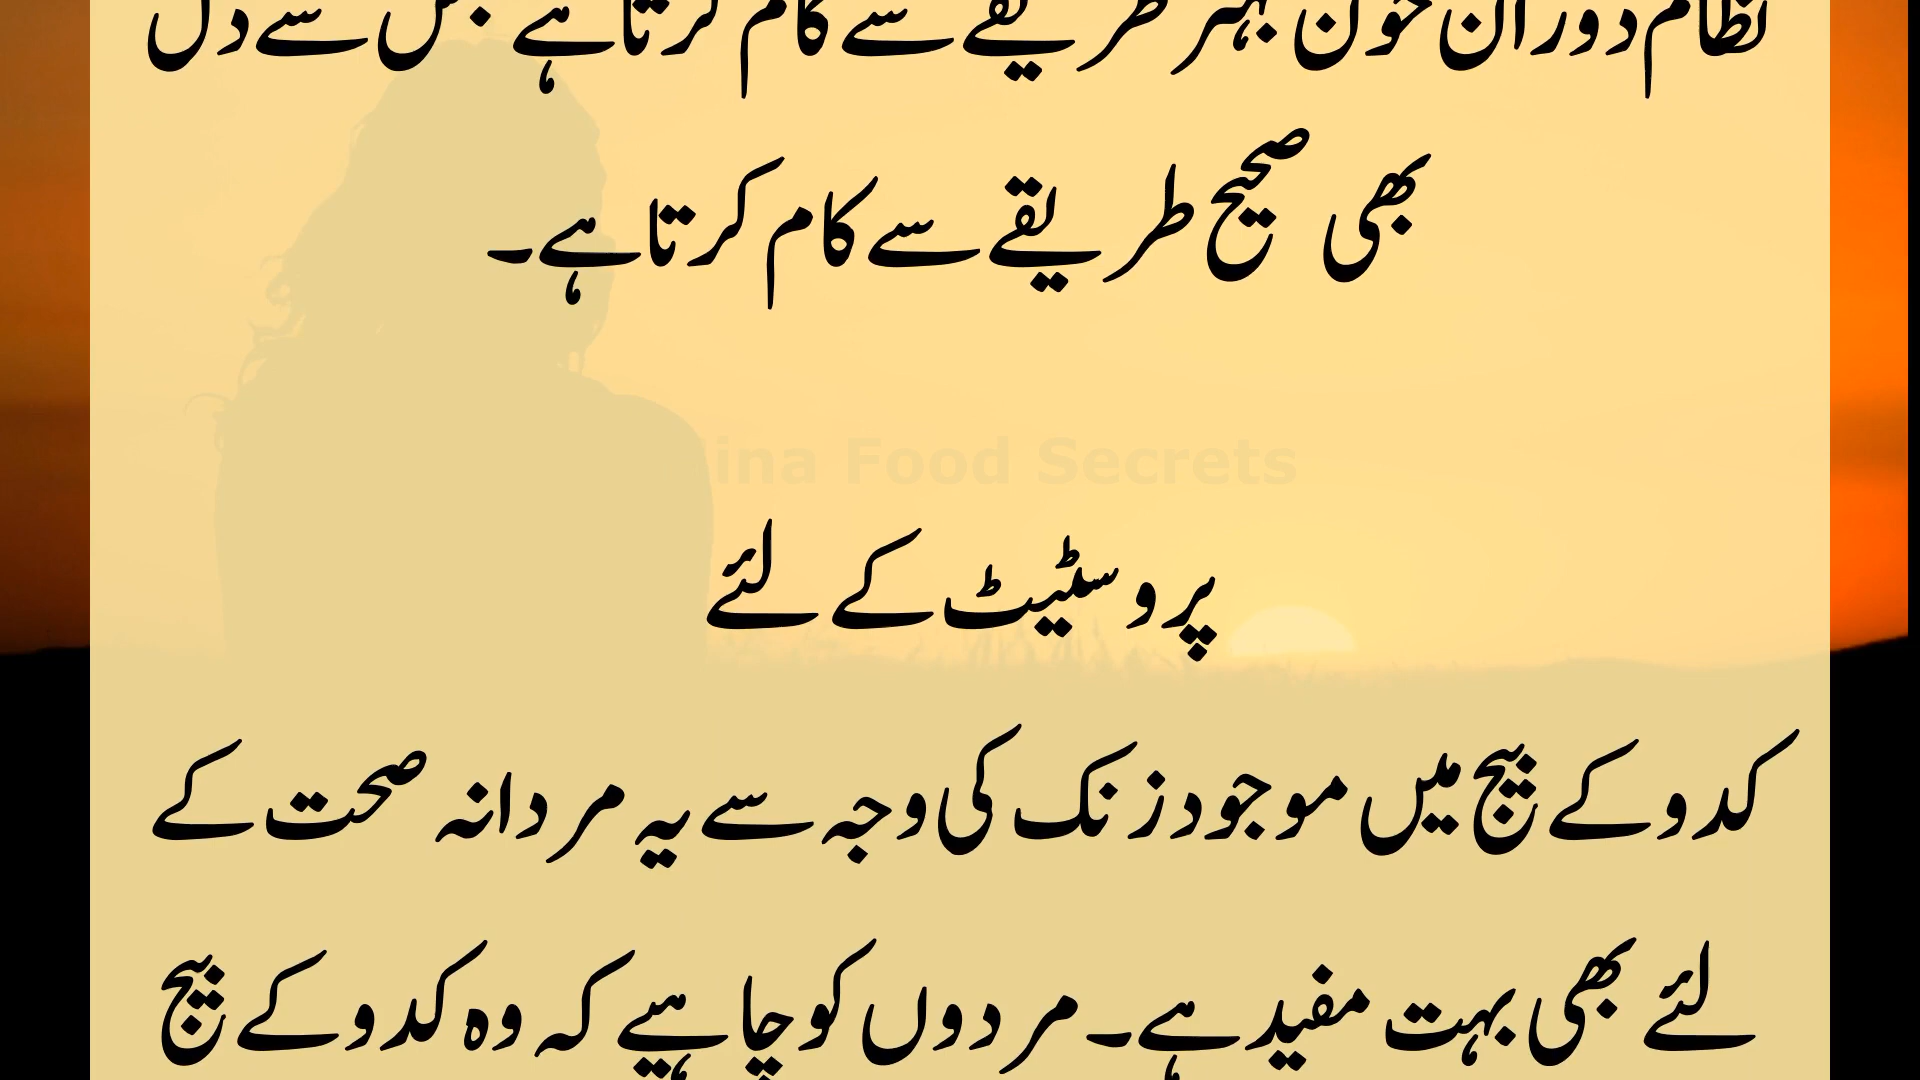 نظام دوران خون بہتر طریقے سے کام کرتا ہے جس سے دل
بھی صحیح طریقے سے کام کرتا ہے۔
ina Food Secrets
پروسٹیٹ کے لئے
کدو کے بیج میں موجود زنک کی وجہ سے یہ مردانہ صحت کے
لئے بھی بہت مفید ہے۔ مردوں کو چاہیے کہ وہ کدو کے بیج